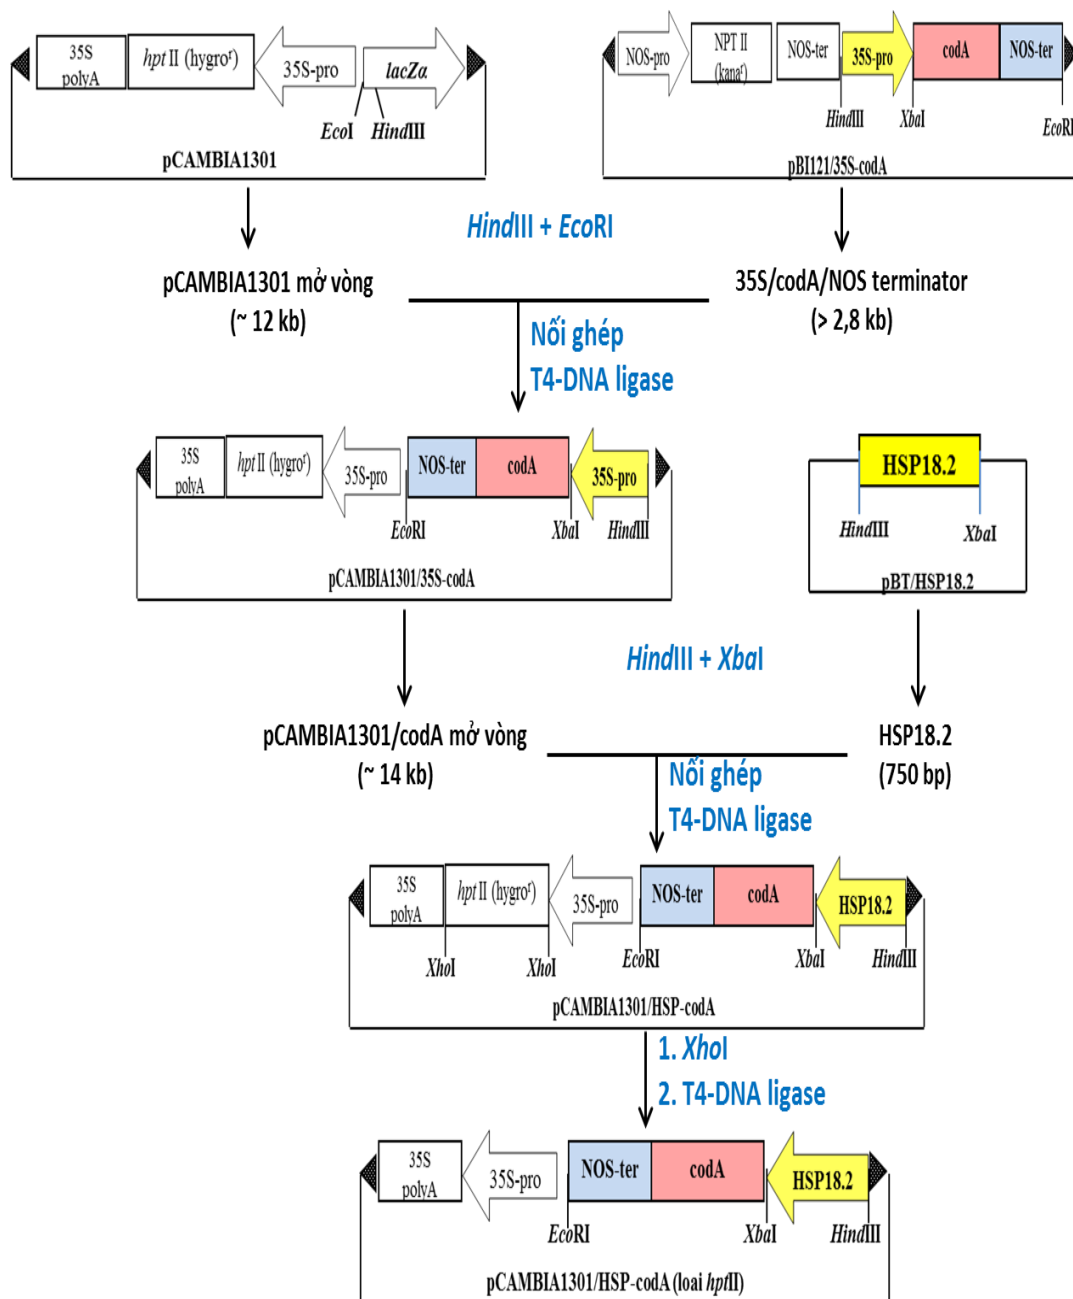 35S
polyA
hpt II (hygroʳ)
35S-pro
lacZα
EcoI
HindIII
pCAMBIA1301
NOS-pro
NPT II
(kanaʳ)
NOS-ter
35S-pro
codA
NOS-ter
HindIII
XbaI
EcoRI
pBI121/35S-codA
HindIII + EcoRI
pCAMBIA1301 mở vòng
(~ 12 kb)
35S/codA/NOS terminator
(> 2,8 kb)
Nối ghép
T4-DNA ligase
35S
polyA
hpt II (hygroʳ)
35S-pro
NOS-ter
codA
35S-pro
EcoRI
XbaI
HindIII
pCAMBIA1301/35S-codA
HSP18.2
HindIII
XbaI
pBT/HSP18.2
HindIII + XbaI
pCAMBIA1301/codA mở vòng
(~ 14 kb)
HSP18.2
(750 bp)
Nối ghép
T4-DNA ligase
35S
polyA
hpt II (hygroʳ)
35S-pro
NOS-ter
codA
HSP18.2
XhoI
XhoI
EcoRI
XbaI
HindIII
pCAMBIA1301/HSP-codA
1. XhoI
2. T4-DNA ligase
35S
polyA
35S-pro
NOS-ter
codA
HSP18.2
EcoRI
XbaI
HindIII
pCAMBIA1301/HSP-codA (loai hptII)